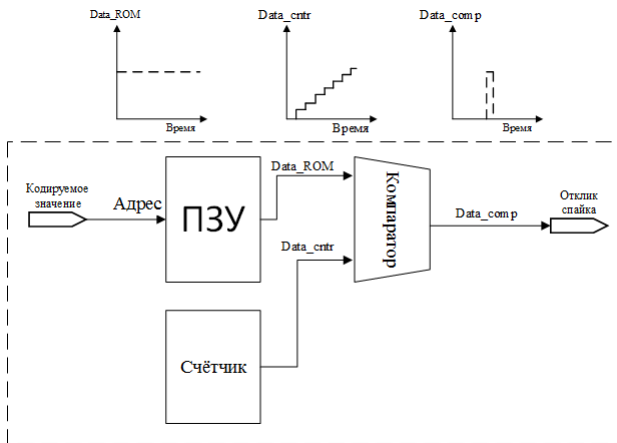 Data_ROM
Data_cntr
Data_comp
Время
Время
Время
Кодируемое
значение
Адрес
ПЗУ
Data_ROM
Компаратор
Data_comp
Отклик
спайка
Data_cntr
Счётчик